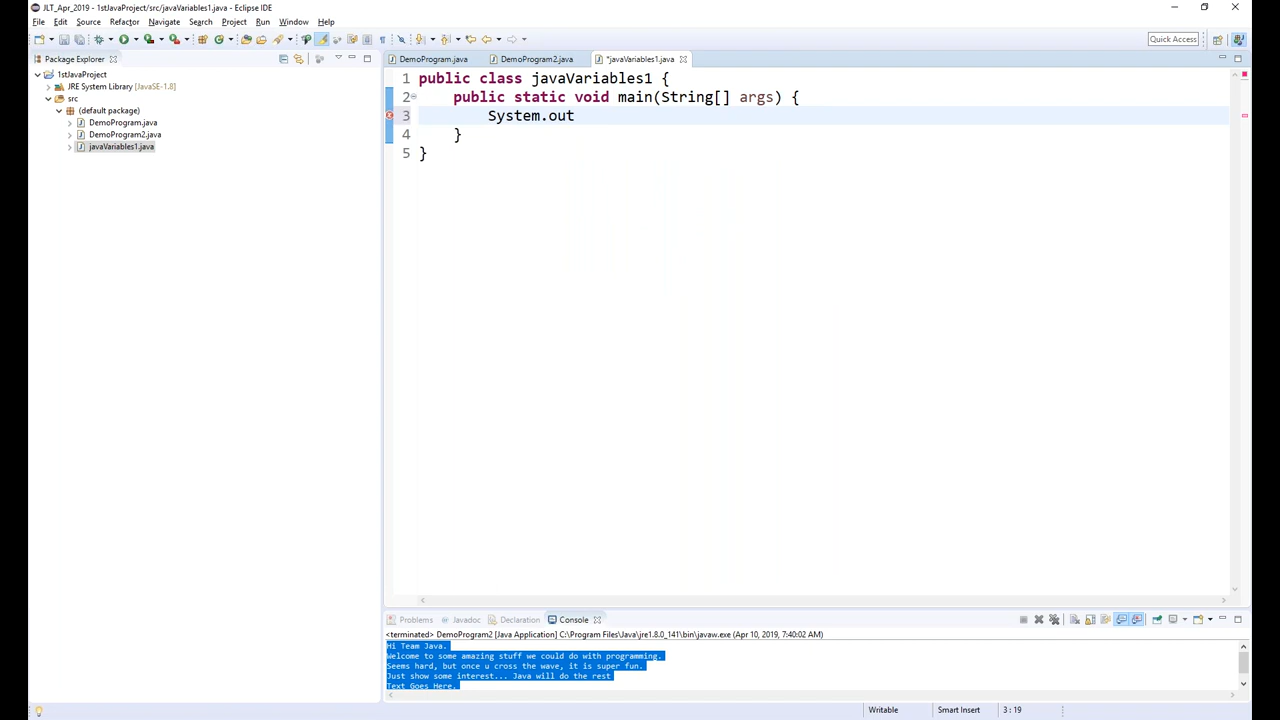 JLT_Apr_2019 - 1stJavaProject/src/javaVariables1.java - Eclipse IDE
File Edit Source Refactor Navigate Search Project Run Window Help
Quick Access
Package Explorer
1stJavaProject
JRE System Library [JavaSE-1.8]
src
(default package)
DemoProgram.java
DemoProgram2.java
javaVariables1.java
DemoProgram.java DemoProgram2.java *javaVariables1.java
1 public class javaVariables1 {
2 public static void main(String[] args) {
3 System.out
4 }
5 }
Problems Javadoc Declaration Console
<terminated> DemoProgram2 [Java Application] C:\Program Files\Java\jre1.8.0_141\bin\javaw.exe (Apr 10, 2019, 7:40:02 AM)
Hi Team Java.
Welcome to some amazing stuff we could do with programming.
Seems hard, but once u cross the wave, it is super fun.
Just show some interest... Java will do the rest
Text Goes Here.
Writable Smart Insert 3 : 19